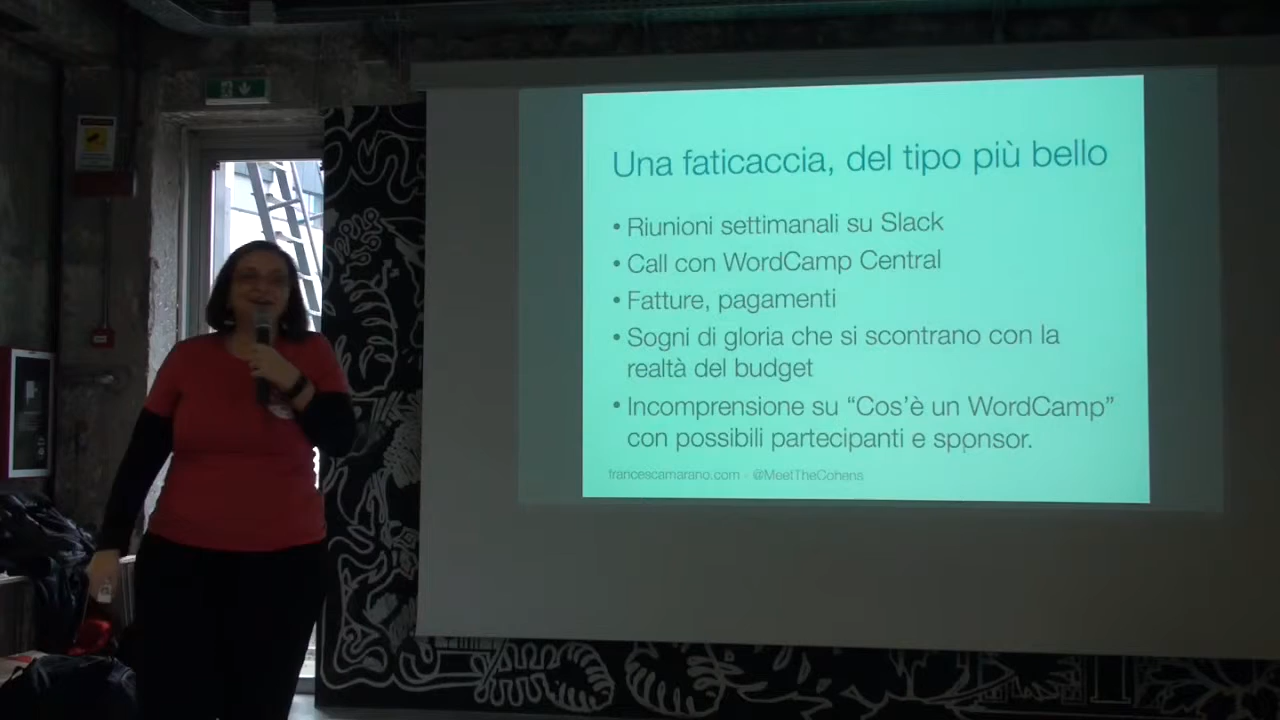 Una faticaccia, del tipo più bello
• Riunioni settimanali su Slack
• Call con WordCamp Central
• Fatture, pagamenti
• Sogni di gloria che si scontrano con la
realtà del budget
• Incomprensione su “Cos’è un WordCamp”
con possibili partecipanti e sponsor.
francescamarano.com - @MeetTheCohens